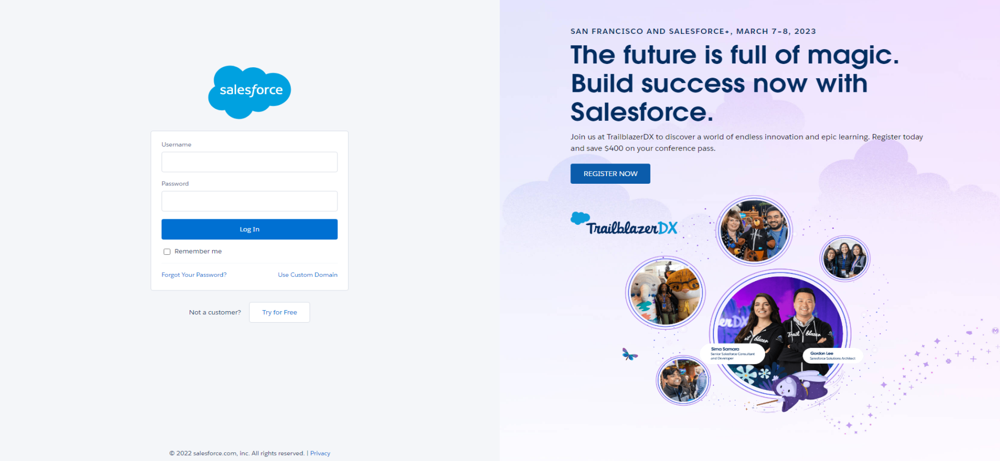 salesforce
Username
Password
Log In
Remember me
Forgot Your Password?
Use Custom Domain
Not a customer?
Try for Free
© 2022 salesforce.com, inc. All rights reserved. | Privacy
SAN FRANCISCO AND SALESFORCE+, MARCH 7–8, 2023
The future is full of magic.
Build success now with
Salesforce.
Join us at TrailblazerDX to discover a world of endless innovation and epic learning. Register today
and save $400 on your conference pass.
REGISTER NOW
TrailblazerDX
erDX
Trail blazer
Sima Samara
Senior Salesforce Consultant
and Developer
Gordon Lee
Salesforce Solutions Architect